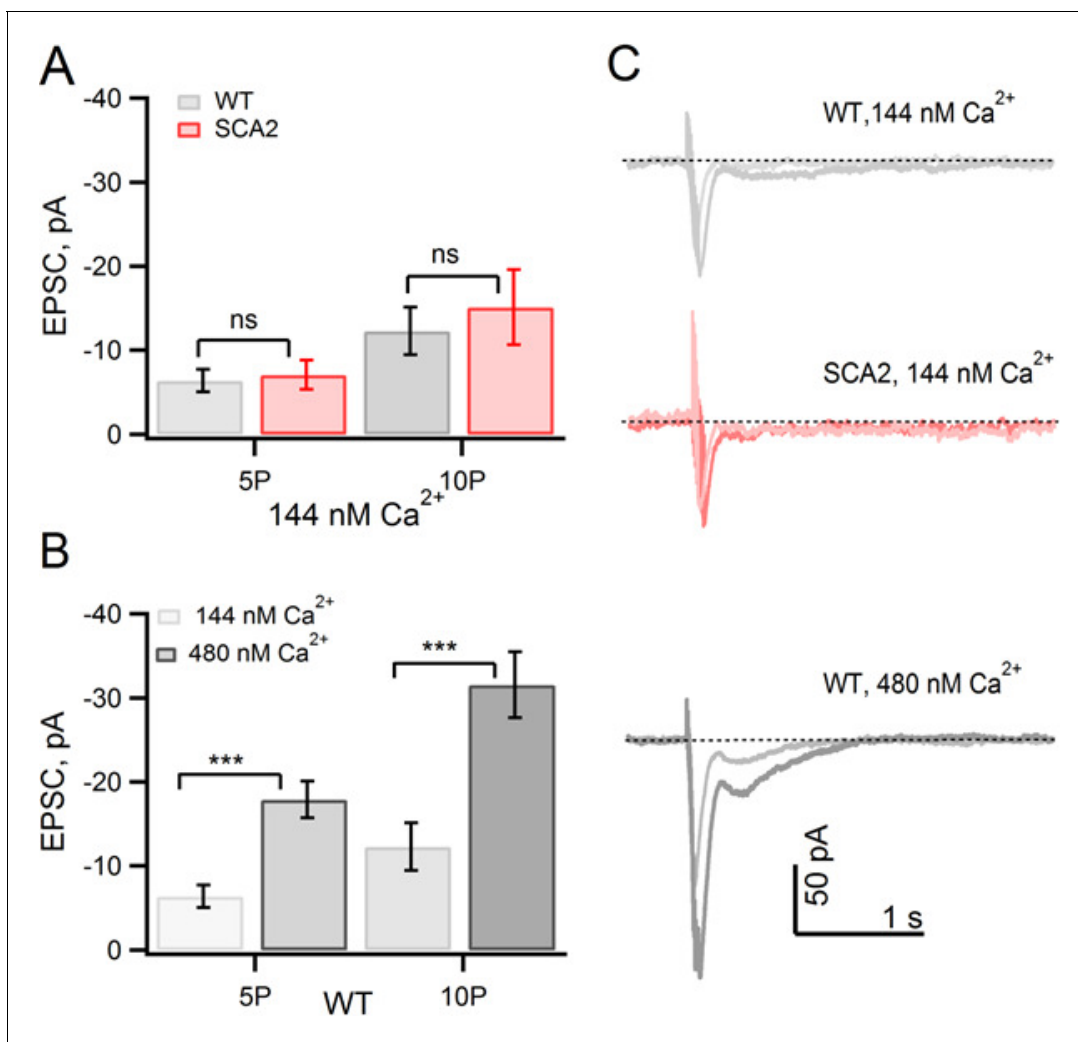 A
-40
WT
SCA2
-30
-20
-10
0
EPSC, pA
ns
ns
5P
10P
144 nM Ca²⁺
B
-40
144 nM Ca²⁺
480 nM Ca²⁺
-30
-20
-10
0
EPSC, pA
***
***
5P
10P
WT
C
WT,144 nM Ca²⁺
SCA2, 144 nM Ca²⁺
WT, 480 nM Ca²⁺
50 pA
1 s